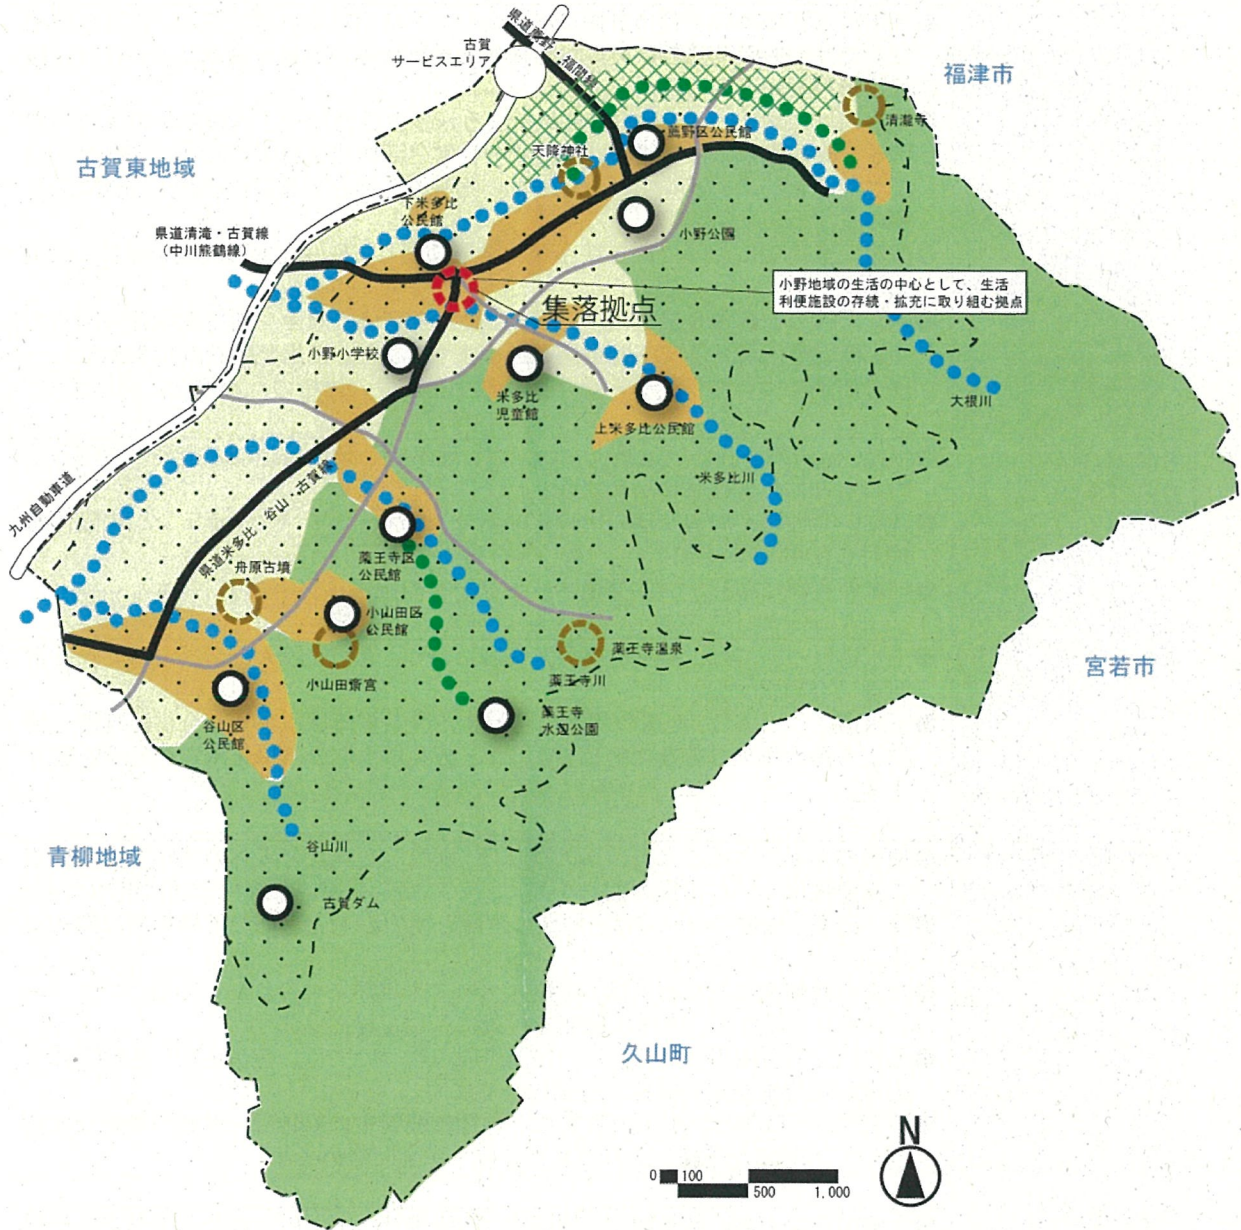 県道薦野・福間線
古賀
サービスエリア
福津市
清瀧寺
薦野区公民館
天降神社
古賀東地域
下米多比
公民館
県道清滝・古賀線
（中川熊鶴線）
小野公園
小野地域の生活の中心として、生活
利便施設の存続・拡充に取り組む拠点
集落拠点
小野小学校
米多比
児童館
大根川
上米多比公民館
米多比川
九州自動車道
県道米多比・谷山・古賀線
薬王寺区
公民館
舟原古墳
小山田区
公民館
薬王寺温泉
小山田斎宮
薬王寺川
宮若市
薬王寺
水辺公園
谷山区
公民館
谷山川
青柳地域
古賀ダム
久山町
N
0 100
500 1,000